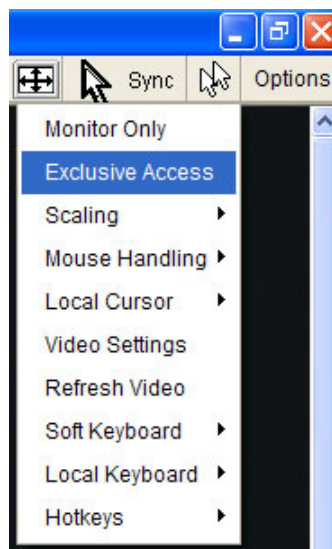 Sync Options
Monitor Only
Exclusive Access
Scaling
Mouse Handling
Local Cursor
Video Settings
Refresh Video
Soft Keyboard
Local Keyboard
Hotkeys